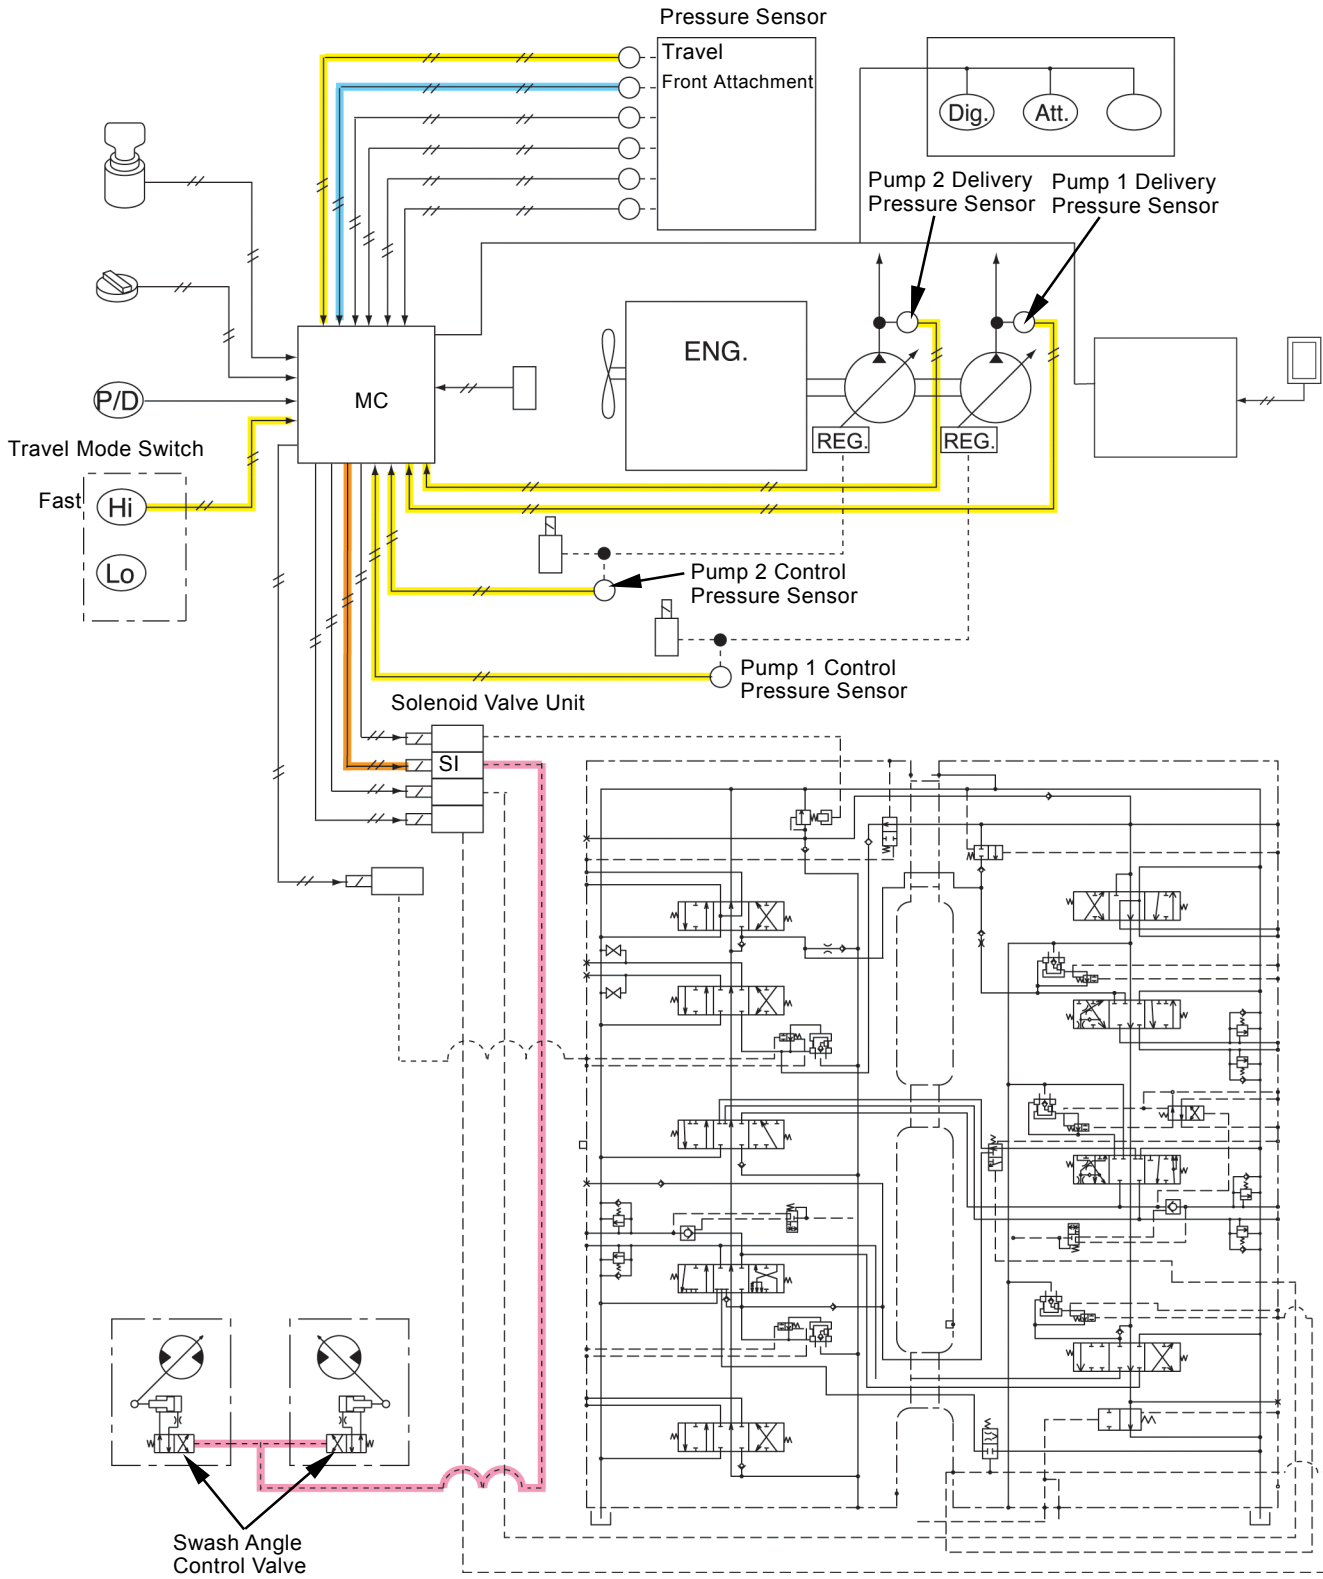 Pressure Sensor
Travel
Front Attachment
Dig.
Att.
Pump 2 Delivery
Pressure Sensor
Pump 1 Delivery
Pressure Sensor
ENG.
MC
P/D
REG.
REG.
Travel Mode Switch
Fast
Hi
Lo
Pump 2 Control
Pressure Sensor
Pump 1 Control
Pressure Sensor
Solenoid Valve Unit
SI
Swash Angle
Control Valve